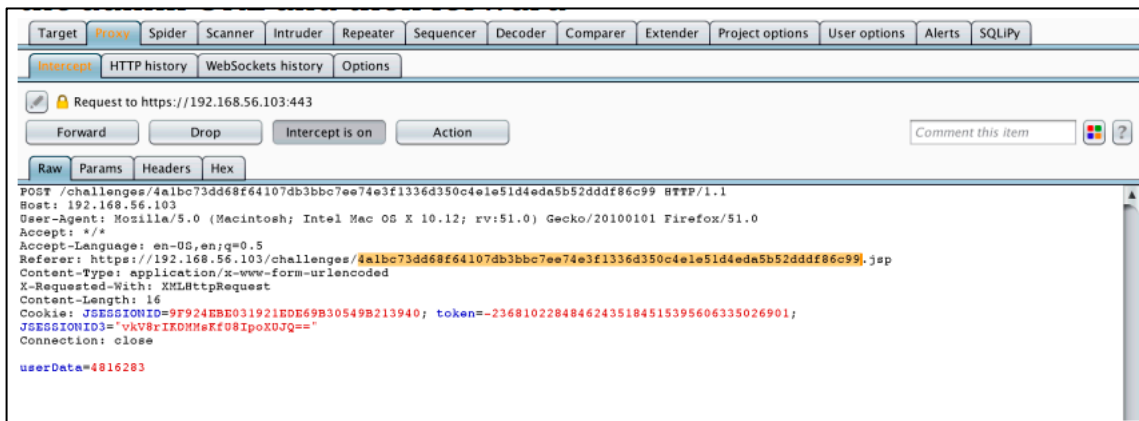 Target Proxy Spider Scanner Intruder Repeater Sequencer Decoder Comparer Extender Project options User options Alerts SQLiPy
Intercept HTTP history WebSockets history Options
Request to https://192.168.56.103:443
Forward Drop Intercept is on Action Comment this item ?
Raw Params Headers Hex
POST /challenges/4a1bc73dd68f64107db3bbc7ee74e3f1336d350c4e1e51d4eda5b52dddf86c99 HTTP/1.1
Host: 192.168.56.103
User-Agent: Mozilla/5.0 (Macintosh; Intel Mac OS X 10.12; rv:51.0) Gecko/20100101 Firefox/51.0
Accept: */*
Accept-Language: en-US,en;q=0.5
Referer: https://192.168.56.103/challenges/4a1bc73dd68f64107db3bbc7ee74e3f1336d350c4e1e51d4eda5b52dddf86c99.jsp
Content-Type: application/x-www-form-urlencoded
X-Requested-With: XMLHttpRequest
Content-Length: 16
Cookie: JSESSIONID=9F924EBE031921EDE69B30549B213940; token=-23681022848462435184515395606335026901;
JSESSIONID3="vkV8rIKDMMsKf08IpoXUJQ=="
Connection: close
userData=4816283